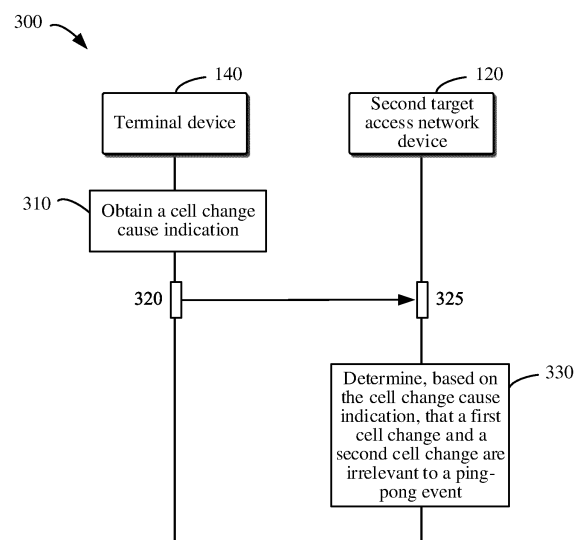 300
140
120
Terminal device
Second target
access network
device
310
Obtain a cell change
cause indication
320
325
330
Determine, based on
the cell change cause
indication, that a first
cell change and a
second cell change are
irrelevant to a ping-
pong event